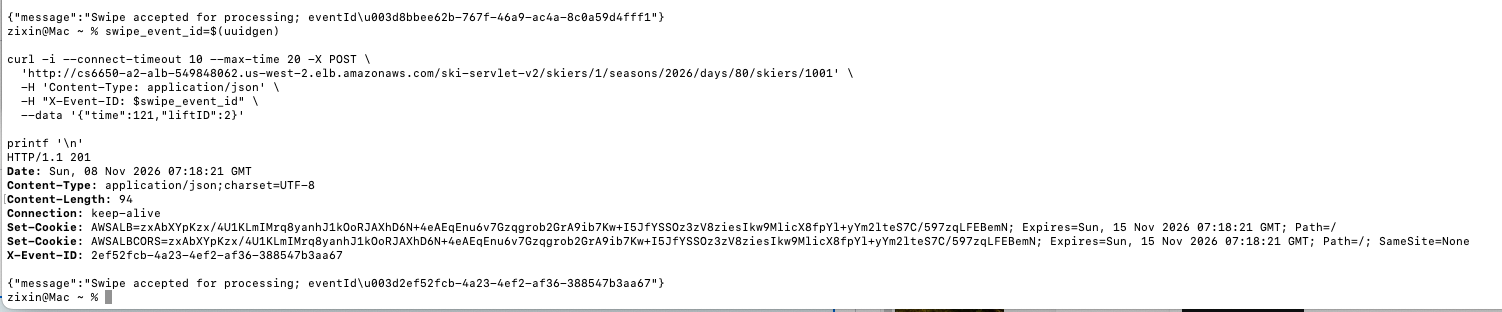 {"message":"Swipe accepted for processing; eventId\u003d8bbee62b-767f-46a9-ac4a-8c0a59d4fff1"}
zixin@Mac ~ % swipe_event_id=$(uuidgen)
curl -i --connect-timeout 10 --max-time 20 -X POST \
'http://cs6650-a2-alb-549848062.us-west-2.elb.amazonaws.com/ski-servlet-v2/skiers/1/seasons/2026/days/80/skiers/1001' \
-H 'Content-Type: application/json' \
-H "X-Event-ID: $swipe_event_id" \
--data '{"time":121,"liftID":2}'
printf '\n'
HTTP/1.1 201
Date: Sun, 08 Nov 2026 07:18:21 GMT
Content-Type: application/json;charset=UTF-8
Content-Length: 94
Connection: keep-alive
Set-Cookie: AWSALB=zxAbXYpKzx/4U1KLmIMrq8yanhJ1kOoRJAXhD6N+4eAEqEnu6v7Gzqgrob2GrA9ib7Kw+I5JfYSSOz3zV8ziesIkw9MlicX8fpYl+yYm2lteS7C/597zqLFEBemN; Expires=Sun, 15 Nov 2026 07:18:21 GMT; Path=/
Set-Cookie: AWSALBCORS=zxAbXYpKzx/4U1KLmIMrq8yanhJ1kOoRJAXhD6N+4eAEqEnu6v7Gzqgrob2GrA9ib7Kw+I5JfYSSOz3zV8ziesIkw9MlicX8fpYl+yYm2lteS7C/597zqLFEBemN; Expires=Sun, 15 Nov 2026 07:18:21 GMT; Path=/; SameSite=None
X-Event-ID: 2ef52fcb-4a23-4ef2-af36-388547b3aa67
{"message":"Swipe accepted for processing; eventId\u003d2ef52fcb-4a23-4ef2-af36-388547b3aa67"}
zixin@Mac ~ %